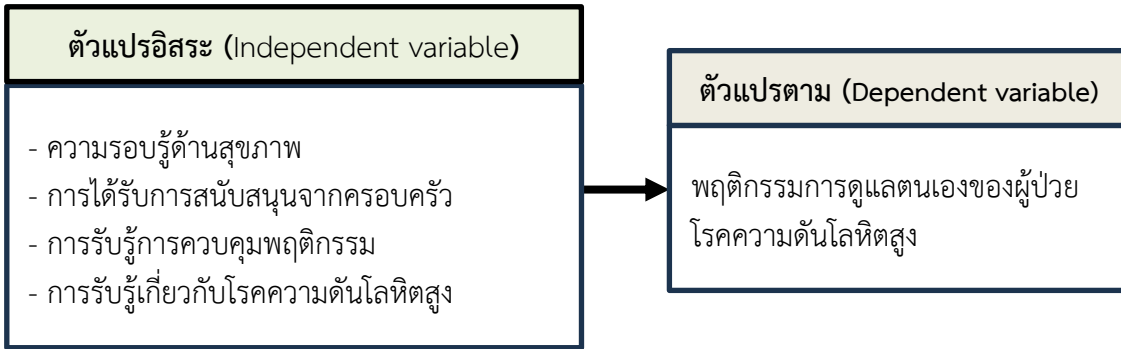 ตัวแปรอิสระ (Independent variable)
- ความรอบรู้ด้านสุขภาพ
- การได้รับการสนับสนุนจากครอบครัว
- การรับรู้การควบคุมพฤติกรรม
- การรับรู้เกี่ยวกับโรคความดันโลหิตสูง
ตัวแปรตาม (Dependent variable)
พฤติกรรมการดูแลตนเองของผู้ป่วย
โรคความดันโลหิตสูง